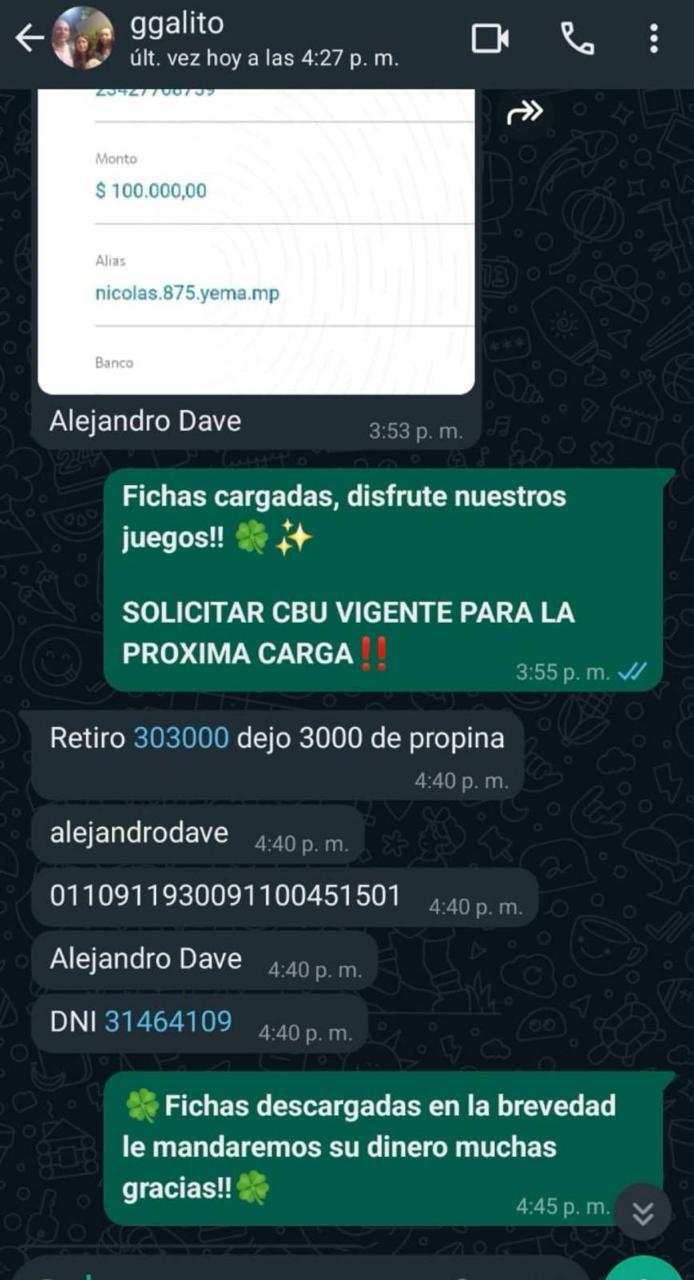 ggalito
últ. vez hoy a las 4:27 p. m.
Monto
$ 100.000,00
Alias
nicolas.875.yema.mp
Banco
Alejandro Dave
3:53 p. m.
Fichas cargadas, disfrute nuestros
juegos!! 🍀✨
SOLICITAR CBU VIGENTE PARA LA
PROXIMA CARGA‼️
3:55 p. m.
Retiro 303000 dejo 3000 de propina
4:40 p. m.
alejandrodave 4:40 p. m.
0110911930091100451501 4:40 p. m.
Alejandro Dave 4:40 p. m.
DNI 31464109 4:40 p. m.
🍀Fichas descargadas en la brevedad
le mandaremos su dinero muchas
gracias!!🍀
4:45 p. m.